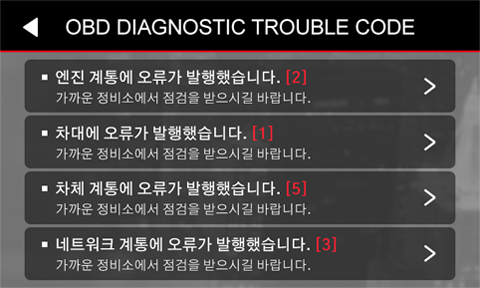 OBD DIAGNOSTIC TROUBLE CODE
▪ 엔진 계통에 오류가 발행했습니다. [2]
가까운 정비소에서 점검을 받으시길 바랍니다.
▪ 차대에 오류가 발행했습니다. [1]
가까운 정비소에서 점검을 받으시길 바랍니다.
▪ 차체 계통에 오류가 발행했습니다. [5]
가까운 정비소에서 점검을 받으시길 바랍니다.
▪ 네트워크 계통에 오류가 발행했습니다. [3]
가까운 정비소에서 점검을 받으시길 바랍니다.